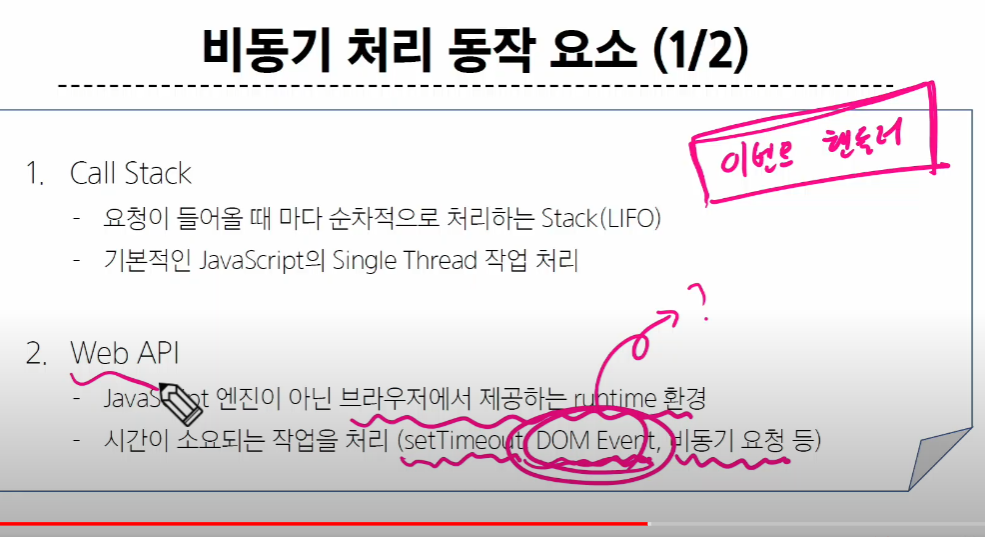 비동기 처리 동작 요소 (1/2)
이벤트 핸들러
1. Call Stack
- 요청이 들어올 때 마다 순차적으로 처리하는 Stack(LIFO)
- 기본적인 JavaScript의 Single Thread 작업 처리
?
2. Web API
- JavaScript 엔진이 아닌 브라우저에서 제공하는 runtime 환경
- 시간이 소요되는 작업을 처리 (setTimeout, DOM Event, 비동기 요청 등)